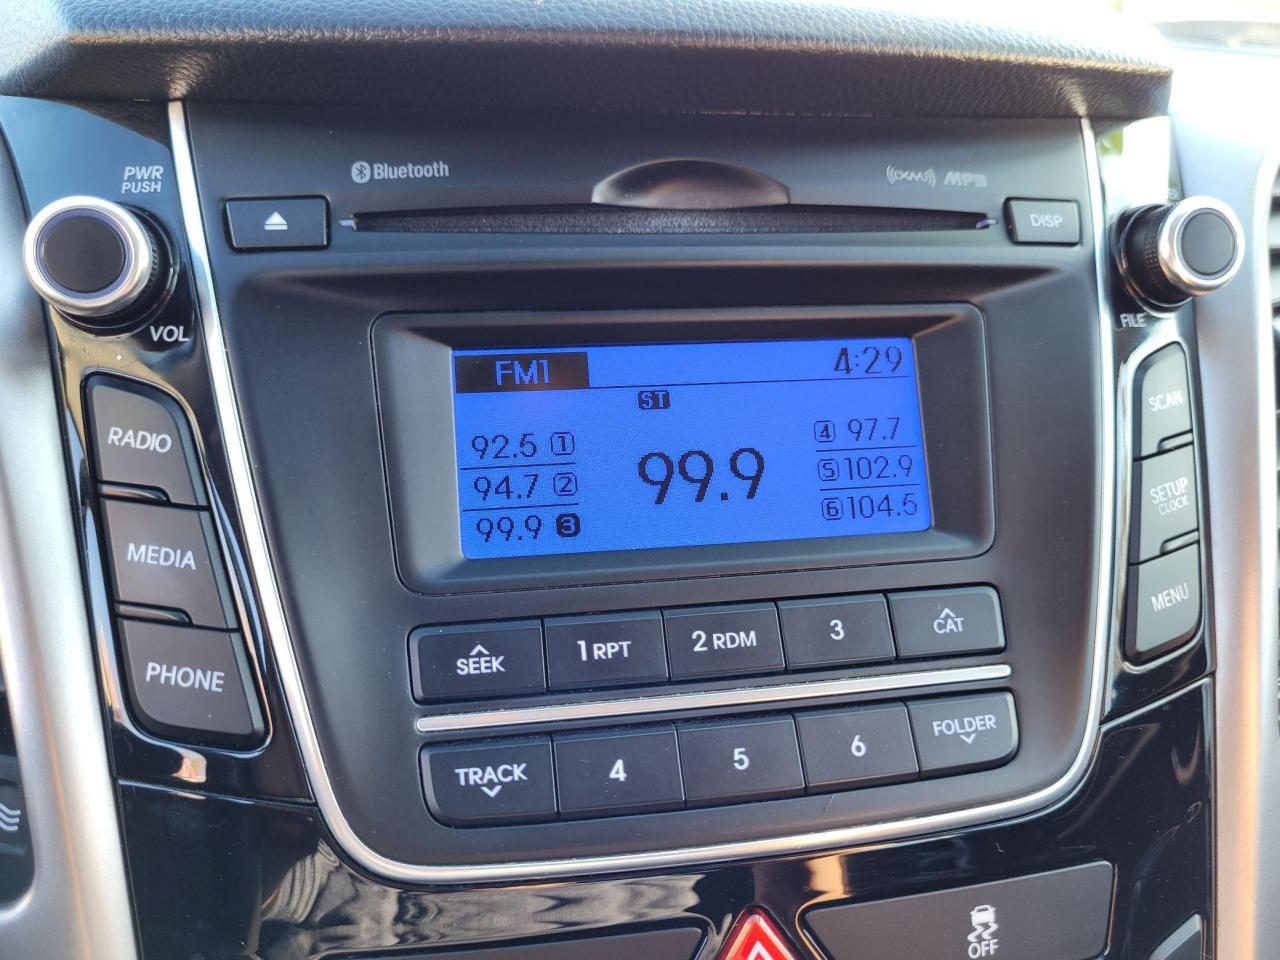 PWR
PUSH
Bluetooth
((XM)) MP3
DISP
VOL
FILE
FM1
4:29
ST
92.5 1
94.7 2
99.9 3
99.9
4 97.7
5 102.9
6 104.5
RADIO
MEDIA
PHONE
SCAN
SETUP
CLOCK
MENU
SEEK
1 RPT
2 RDM
3
CAT
TRACK
4
5
6
FOLDER
OFF